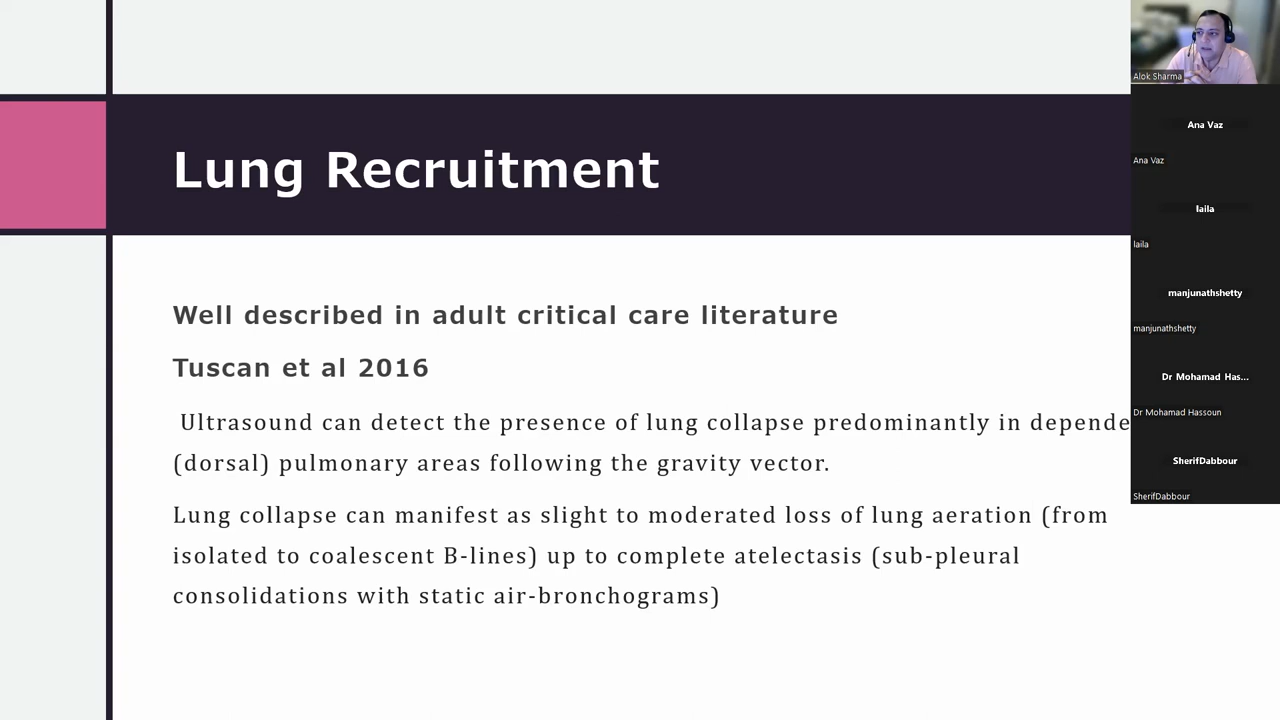 Lung Recruitment
Well described in adult critical care literature
Tuscan et al 2016
Ultrasound can detect the presence of lung collapse predominantly in depende
(dorsal) pulmonary areas following the gravity vector.
Lung collapse can manifest as slight to moderated loss of lung aeration (from
isolated to coalescent B-lines) up to complete atelectasis (sub-pleural
consolidations with static air-bronchograms)
Alok Sharma
Ana Vaz
Ana Vaz
laila
laila
manjunathshetty
manjunathshetty
Dr Mohamad Has...
Dr Mohamad Hassoun
SherifDabbour
SherifDabbour